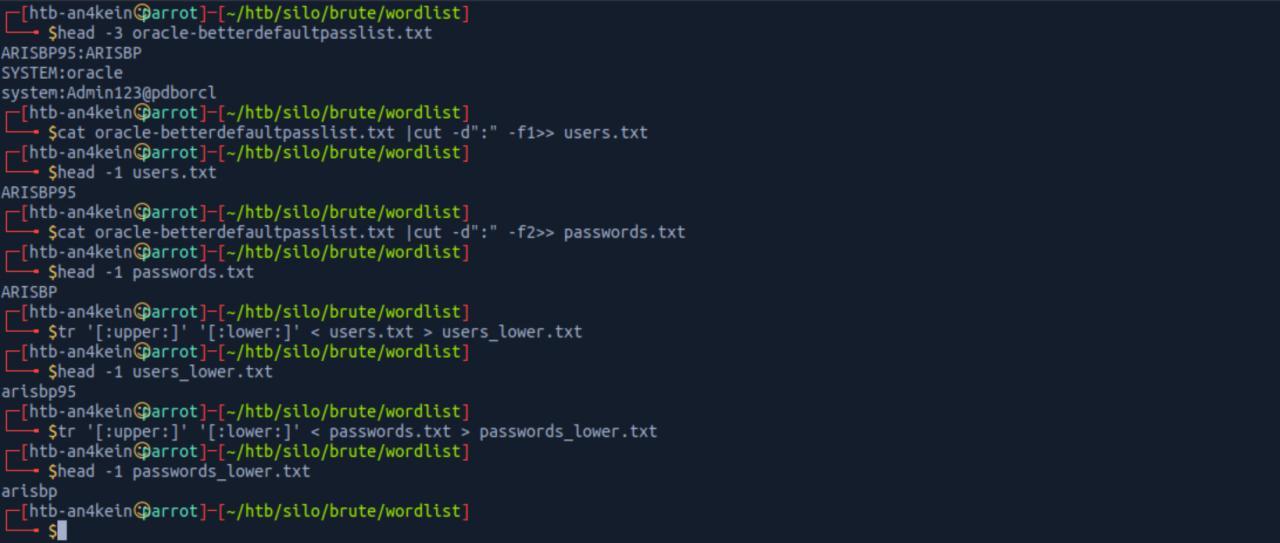 ┌─[htb-an4kein☺parrot]─[~/htb/silo/brute/wordlist]
└──╼ $head -3 oracle-betterdefaultpasslist.txt
ARISBP95:ARISBP
SYSTEM:oracle
system:Admin123@pdborcl
┌─[htb-an4kein☺parrot]─[~/htb/silo/brute/wordlist]
└──╼ $cat oracle-betterdefaultpasslist.txt |cut -d":" -f1>> users.txt
┌─[htb-an4kein☺parrot]─[~/htb/silo/brute/wordlist]
└──╼ $head -1 users.txt
ARISBP95
┌─[htb-an4kein☺parrot]─[~/htb/silo/brute/wordlist]
└──╼ $cat oracle-betterdefaultpasslist.txt |cut -d":" -f2>> passwords.txt
┌─[htb-an4kein☺parrot]─[~/htb/silo/brute/wordlist]
└──╼ $head -1 passwords.txt
ARISBP
┌─[htb-an4kein☺parrot]─[~/htb/silo/brute/wordlist]
└──╼ $tr '[:upper:]' '[:lower:]' < users.txt > users_lower.txt
┌─[htb-an4kein☺parrot]─[~/htb/silo/brute/wordlist]
└──╼ $head -1 users_lower.txt
arisbp95
┌─[htb-an4kein☺parrot]─[~/htb/silo/brute/wordlist]
└──╼ $tr '[:upper:]' '[:lower:]' < passwords.txt > passwords_lower.txt
┌─[htb-an4kein☺parrot]─[~/htb/silo/brute/wordlist]
└──╼ $head -1 passwords_lower.txt
arisbp
┌─[htb-an4kein☺parrot]─[~/htb/silo/brute/wordlist]
└──╼ $